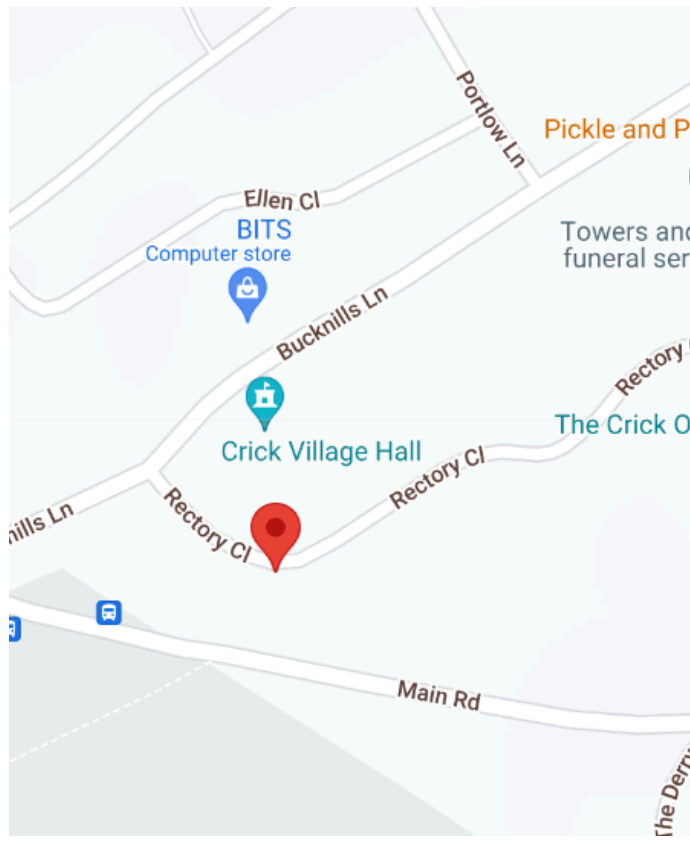 Portlow Ln
Pickle and P
Ellen Cl
BITS
Computer store
Towers and
funeral ser
Bucknills Ln
Rectory
The Crick O
Crick Village Hall
Rectory Cl
nills Ln
Rectory Cl
Main Rd
The Derry